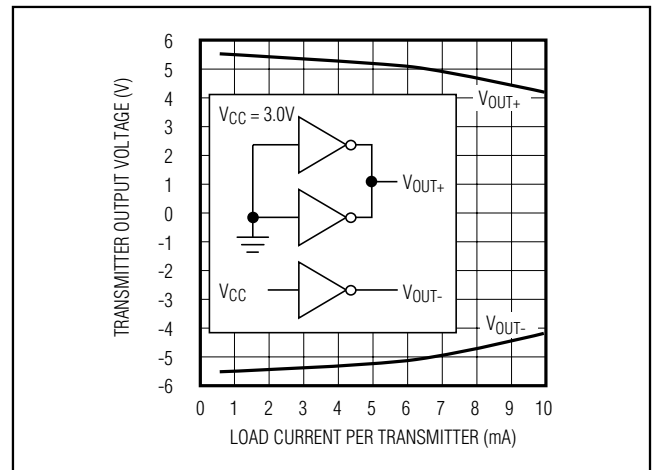 TRANSMITTER OUTPUT VOLTAGE (V)
6
5
4
3
2
1
0
-1
-2
-3
-4
-5
-6
VOUT+
VCC = 3.0V
VOUT+
VCC
VOUT-
VOUT-
0 1 2 3 4 5 6 7 8 9 10
LOAD CURRENT PER TRANSMITTER (mA)